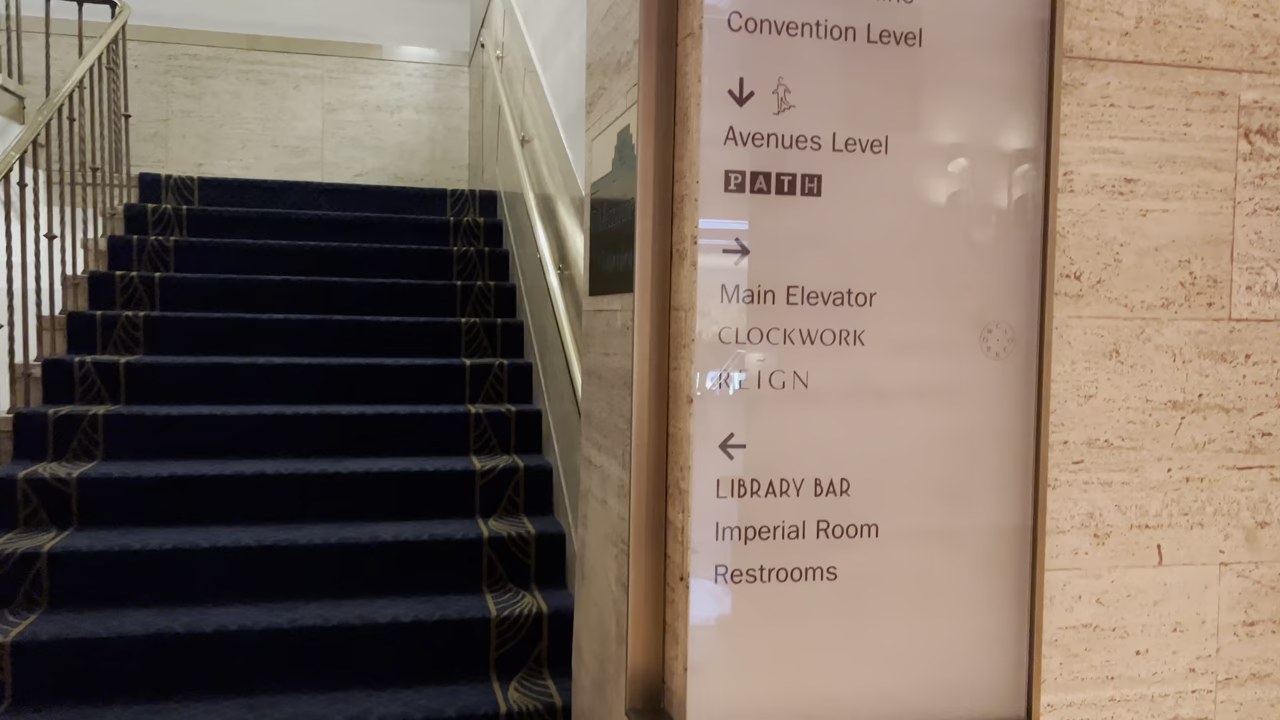 Convention Level
Avenues Level
PATH
Main Elevator
CLOCKWORK
REIGN
LIBRARY BAR
Imperial Room
Restrooms